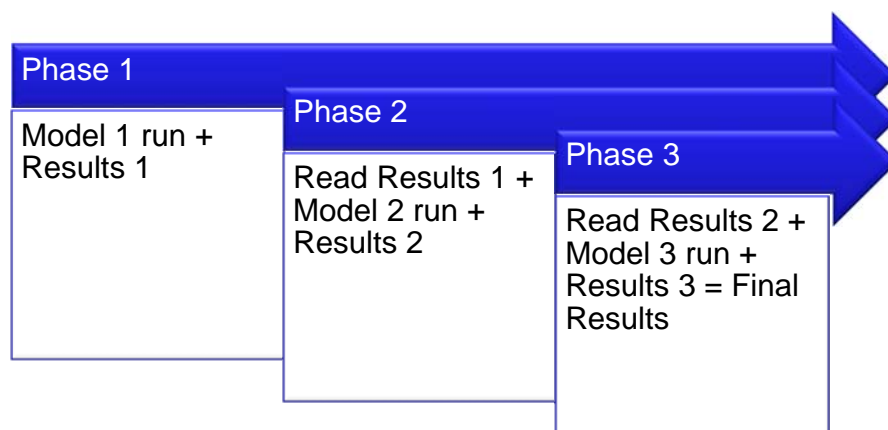 Phase 1
Model 1 run +
Results 1
Phase 2
Read Results 1 +
Model 2 run +
Results 2
Phase 3
Read Results 2 +
Model 3 run +
Results 3 = Final
Results